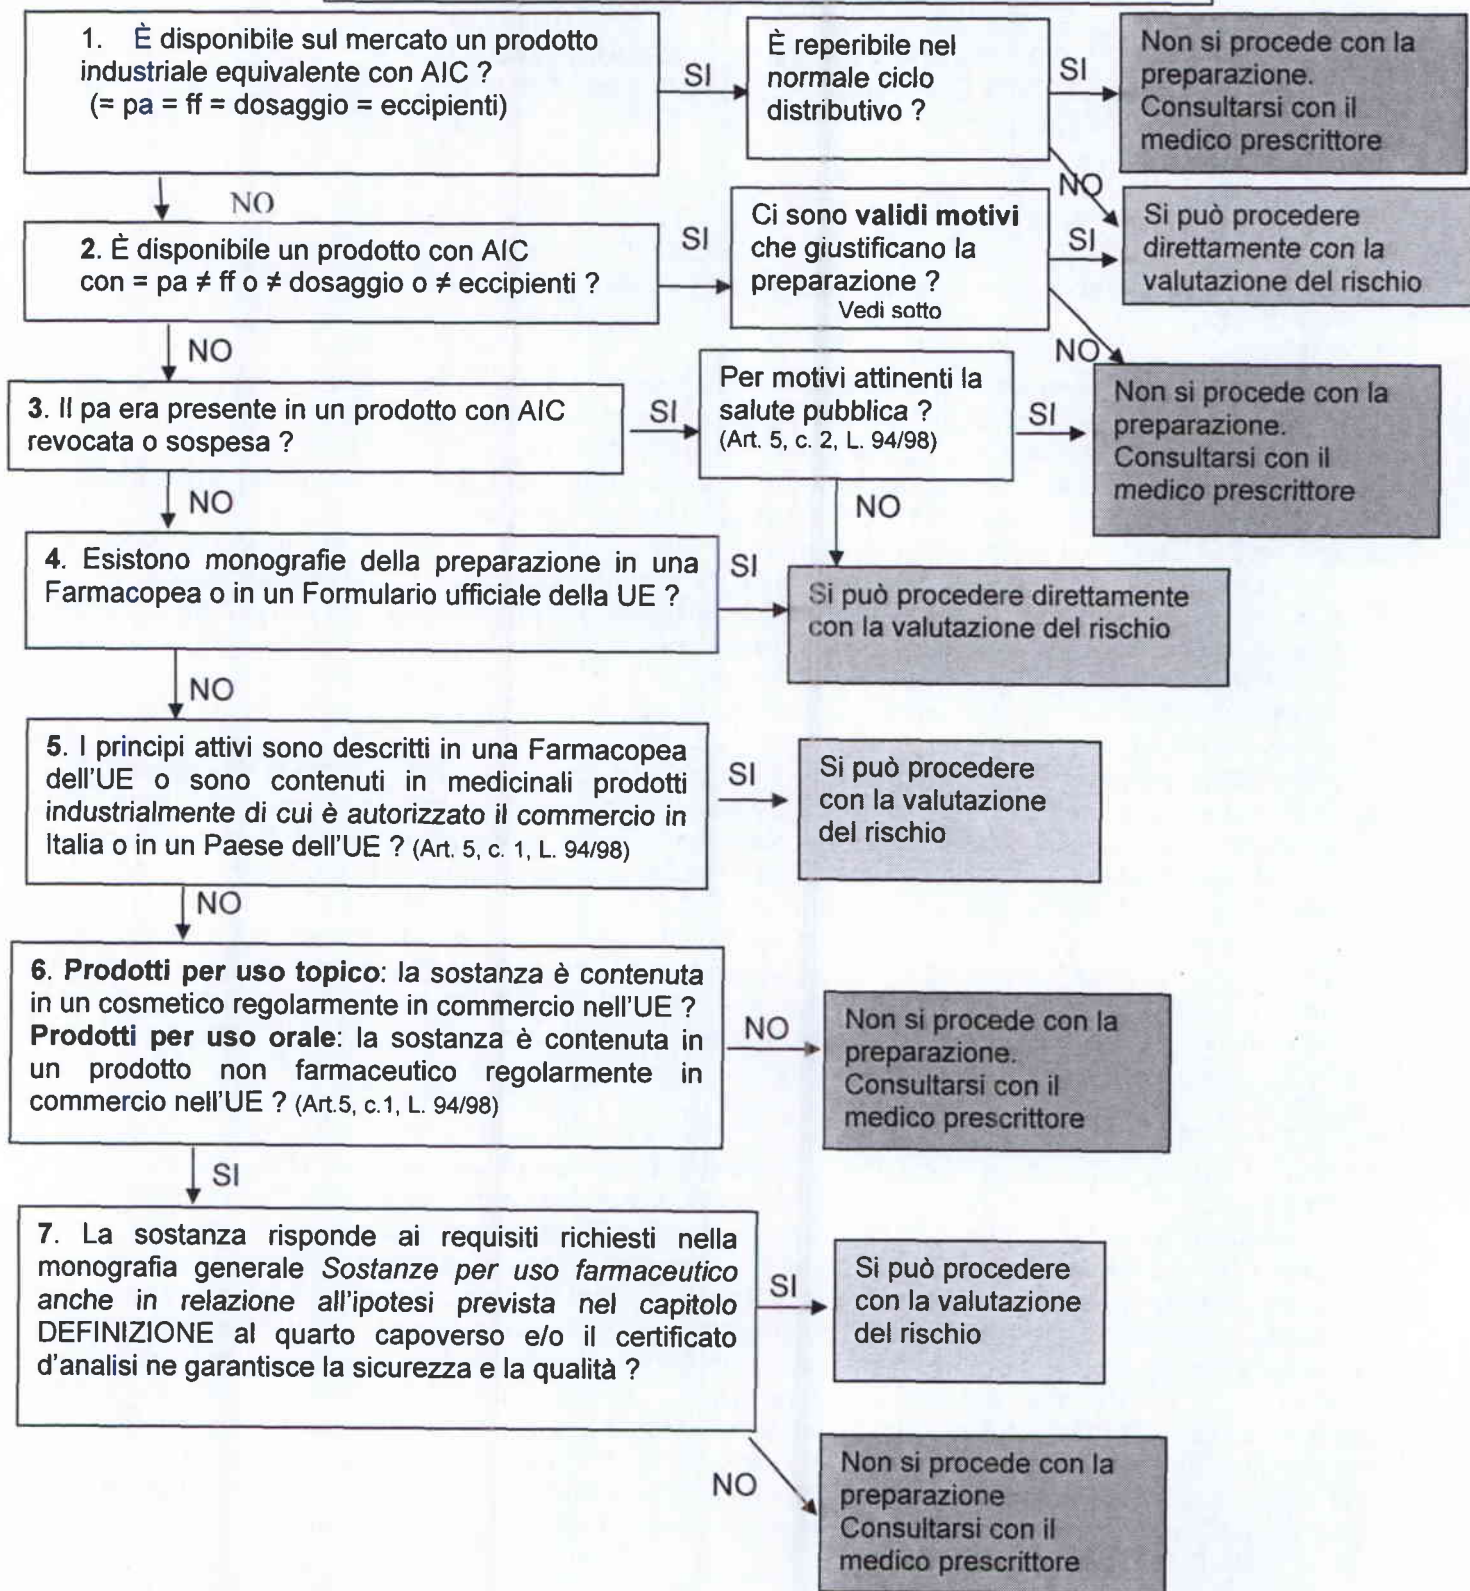 1. È disponibile sul mercato un prodotto
industriale equivalente con AIC ?
(= pa = ff = dosaggio = eccipienti)
SI
È reperibile nel
normale ciclo
distributivo ?
SI
Non si procede con la
preparazione.
Consultarsi con il
medico prescrittore
NO
NO
2. È disponibile un prodotto con AIC
con = pa ≠ ff o ≠ dosaggio o ≠ eccipienti ?
SI
Ci sono validi motivi
che giustificano la
preparazione ?
Vedi sotto
SI
Si può procedere
direttamente con la
valutazione del rischio
NO
NO
3. Il pa era presente in un prodotto con AIC
revocata o sospesa ?
SI
Per motivi attinenti la
salute pubblica ?
(Art. 5, c. 2, L. 94/98)
SI
Non si procede con la
preparazione.
Consultarsi con il
medico prescrittore
NO
NO
4. Esistono monografie della preparazione in una
Farmacopea o in un Formulario ufficiale della UE ?
SI
Si può procedere direttamente
con la valutazione del rischio
NO
5. I principi attivi sono descritti in una Farmacopea
dell'UE o sono contenuti in medicinali prodotti
industrialmente di cui è autorizzato il commercio in
Italia o in un Paese dell'UE ? (Art. 5, c. 1, L. 94/98)
SI
Si può procedere
con la valutazione
del rischio
NO
6. Prodotti per uso topico: la sostanza è contenuta
in un cosmetico regolarmente in commercio nell'UE ?
Prodotti per uso orale: la sostanza è contenuta in
un prodotto non farmaceutico regolarmente in
commercio nell'UE ? (Art.5, c.1, L. 94/98)
NO
Non si procede con la
preparazione.
Consultarsi con il
medico prescrittore
SI
7. La sostanza risponde ai requisiti richiesti nella
monografia generale Sostanze per uso farmaceutico
anche in relazione all'ipotesi prevista nel capitolo
DEFINIZIONE al quarto capoverso e/o il certificato
d'analisi ne garantisce la sicurezza e la qualità ?
SI
Si può procedere
con la valutazione
del rischio
NO
Non si procede con la
preparazione
Consultarsi con il
medico prescrittore